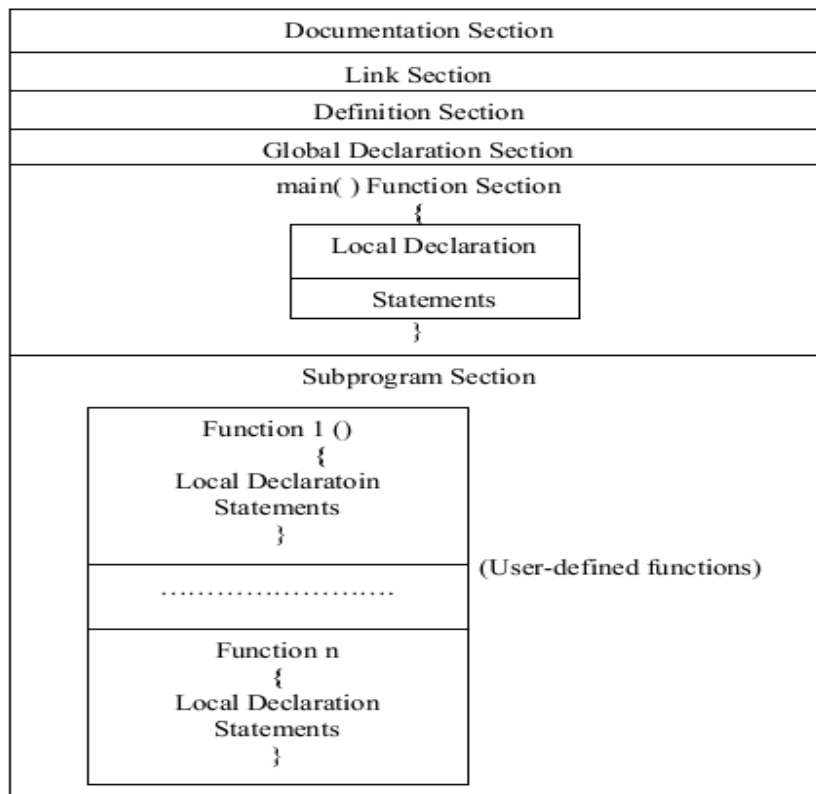 Documentation Section
Link Section
Definition Section
Global Declaration Section
main( ) Function Section
{
Local Declaration
Statements
}
Subprogram Section
Function 1 ()
{
Local Declaratoin
Statements
}
............................
(User-defined functions)
Function n
{
Local Declaration
Statements
}